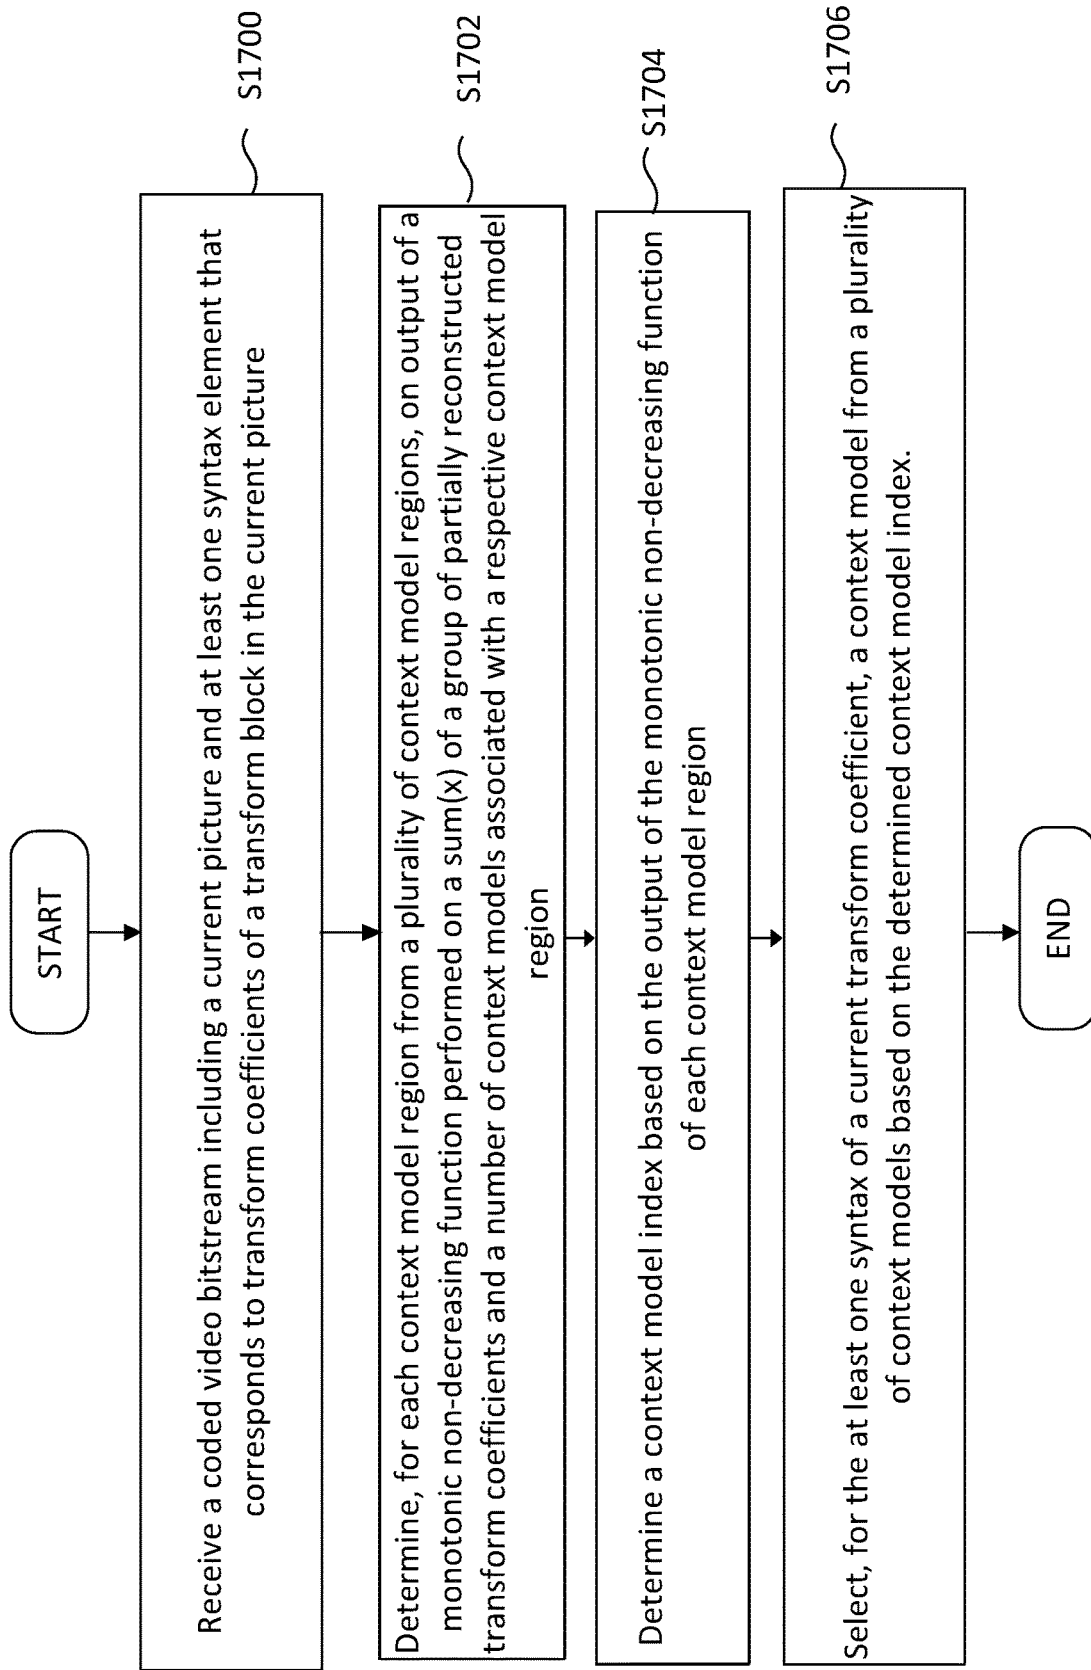 START
Receive a coded video bitstream including a current picture and at least one syntax element that
corresponds to transform coefficients of a transform block in the current picture
S1700
Determine, for each context model region from a plurality of context model regions, on output of a
monotonic non-decreasing function performed on a sum(x) of a group of partially reconstructed
transform coefficients and a number of context models associated with a respective context model
region
S1702
Determine a context model index based on the output of the monotonic non-decreasing function
of each context model region
S1704
Select, for the at least one syntax of a current transform coefficient, a context model from a plurality
of context models based on the determined context model index.
S1706
END